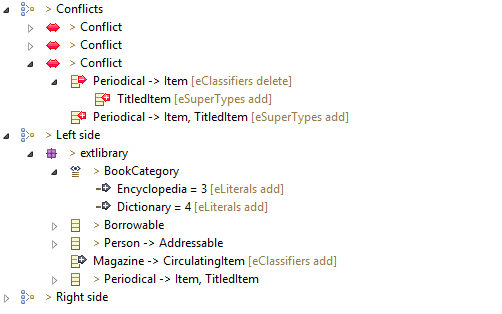 > Conflicts
> Conflict
> Conflict
> Conflict
Periodical -> Item [eClassifiers delete]
TitledItem [eSuperTypes add]
Periodical -> Item, TitledItem [eSuperTypes add]
> Left side
> extlibrary
> BookCategory
Encyclopedia = 3 [eLiterals add]
Dictionary = 4 [eLiterals add]
> Borrowable
> Person -> Addressable
Magazine -> CirculatingItem [eClassifiers add]
> Periodical -> Item, TitledItem
> Right side